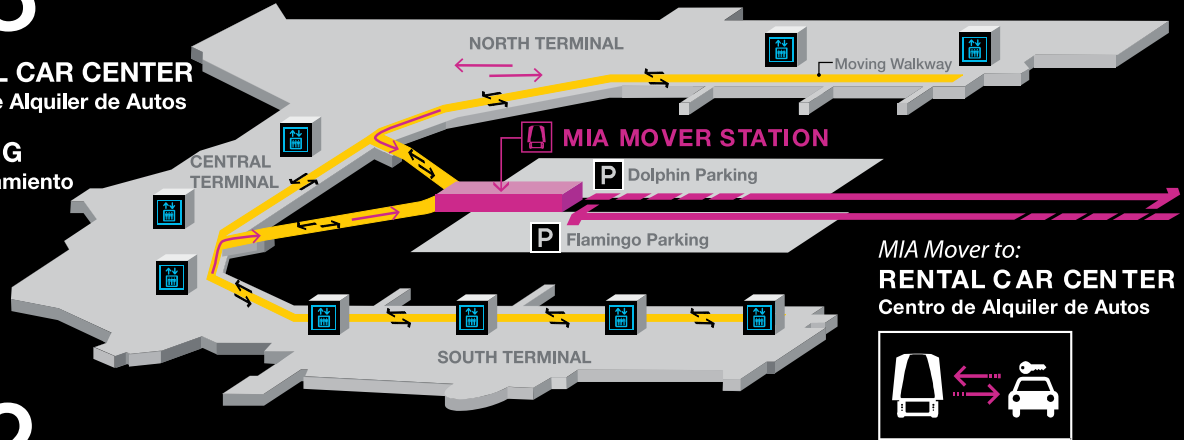 NORTH TERMINAL
Moving Walkway
L CAR CENTER
e Alquiler de Autos
G
amiento
CENTRAL
TERMINAL
MIA MOVER STATION
P Dolphin Parking
P Flamingo Parking
MIA Mover to:
RENTAL CAR CENTER
Centro de Alquiler de Autos
SOUTH TERMINAL